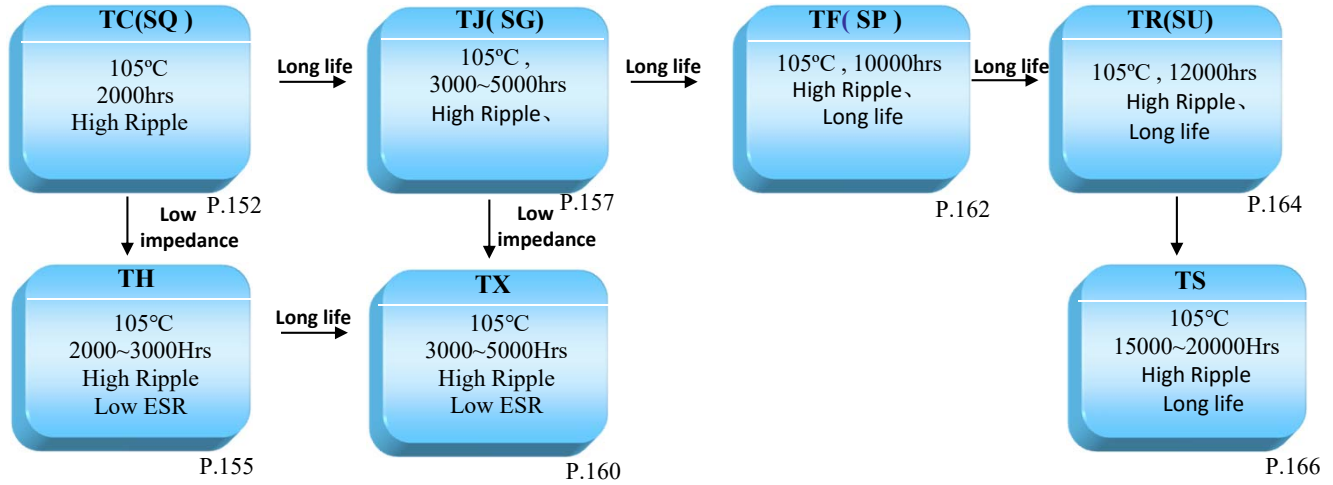 TC(SQ )
105ºC
2000hrs
High Ripple
P.152
Long life
TJ( SG)
105ºC ,
3000~5000hrs
High Ripple、
P.157
Long life
TF( SP )
105ºC , 10000hrs
High Ripple、
Long life
P.162
Long life
TR(SU)
105ºC , 12000hrs
High Ripple、
Long life
P.164
Low
impedance
Low
impedance
TH
105℃
2000~3000Hrs
High Ripple
Low ESR
P.155
Long life
TX
105℃
3000~5000Hrs
High Ripple
Low ESR
P.160
TS
105℃
15000~20000Hrs
High Ripple
Long life
P.166